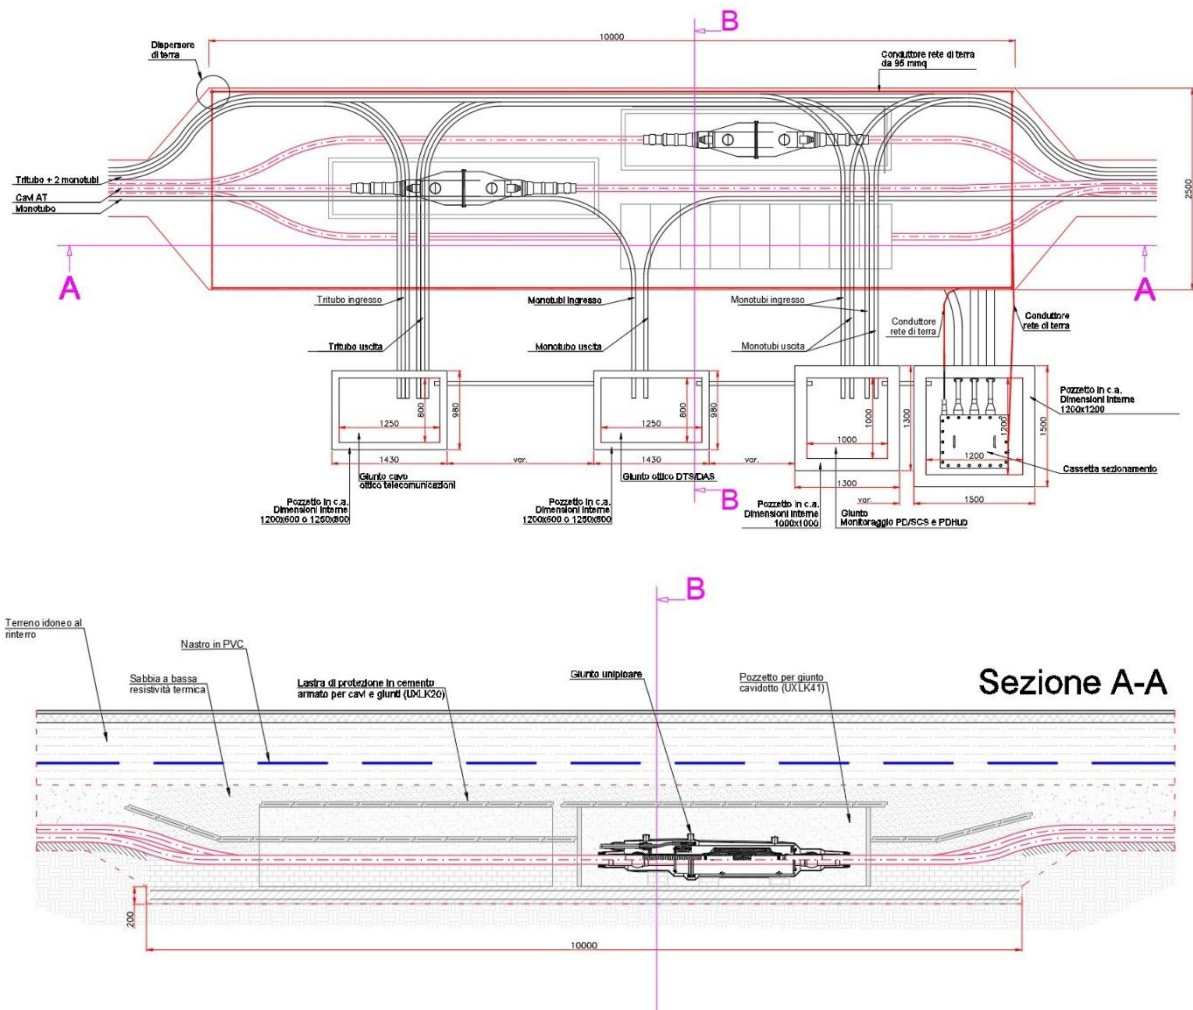 B
10000
Dispersore
di terra
Conduttore rete di terra
da 95 mmq
2500
Tritubo + 2 monotubi
Cavi AT
Monotubo
A
A
Tritubo ingresso
Monotubi ingresso
Monotubi ingresso
Conduttore
rete di terra
Conduttore
rete di terra
Tritubo uscita
Monotubo uscita
Monotubi uscita
Pozzetto in c.a.
Dimensioni interne
1200x1200
800
980
800
980
1000
1300
1200
1500
1250
1250
1000
1200
1430
var.
1430
var.
Giunto cavo
ottico telecomunicazioni
Giunto ottico DTS/DAS
Cassetta sezionamento
B
1300
1500
var.
Pozzetto in c.a.
Dimensioni interne
1200x600 o 1250x800
Pozzetto in c.a.
Dimensioni interne
1200x600 o 1250x800
Pozzetto in c.a.
Dimensioni interne
1000x1000
Giunto
Monitoraggio PD/SCS e PDHub
B
Terreno idoneo al
rinterro
Nastro in PVC
Sabbia a bassa
resistività termica
Lastra di protezione in cemento
armato per cavi e giunti (UXLK20)
Giunto unipolare
Pozzetto per giunto
cavidotto (UXLK41)
Sezione A-A
200
10000